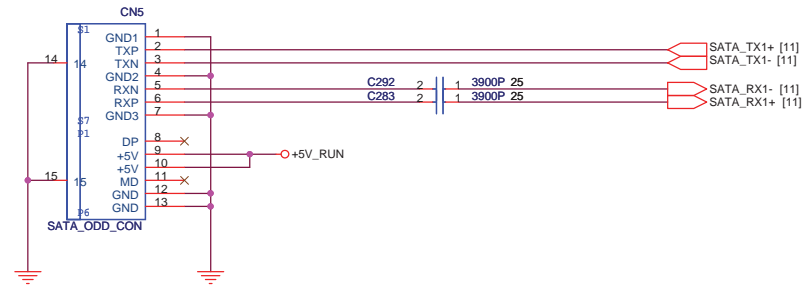 CN5
S1
GND1 1
TXP 2 SATA_TX1+ [11]
14 14 TXN 3 SATA_TX1- [11]
GND2 4
RXN 5 C292 2 1 3900P 25 SATA_RX1- [11]
RXP 6 C283 2 1 3900P 25 SATA_RX1+ [11]
GND3 7
S7
P1
DP 8
+5V 9 +5V_RUN
+5V 10
15 15 MD 11
GND 12
GND 13
P6
SATA_ODD_CON